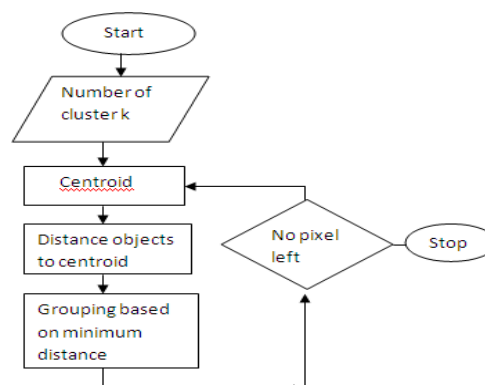 Start
Number of
cluster k
Centroid
Distance objects
to centroid
Grouping based
on minimum
distance
No pixel
left
Stop